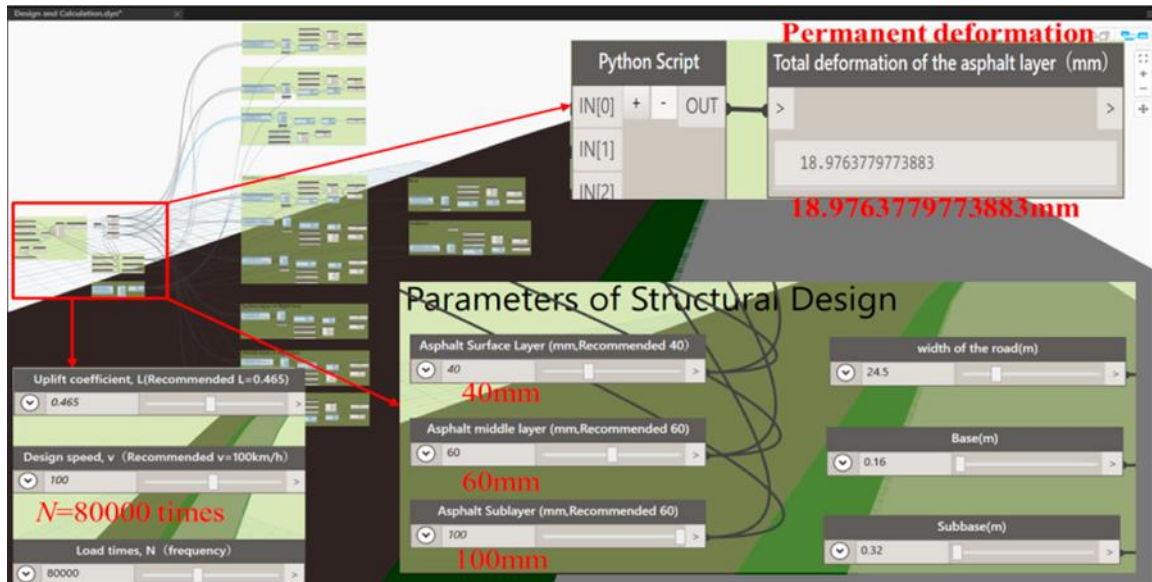 Design and Calculation.dyn*
Permanent deformation
Python Script
IN[0] + - OUT
IN[1]
IN[2]
Total deformation of the asphalt layer（mm）
> >
18.9763779773883
18.9763779773883mm
Parameters of Structural Design
Asphalt Surface Layer (mm,Recommended 40）
40 >
40mm
Asphalt middle layer (mm,Recommended 60)
60 >
60mm
Asphalt Sublayer (mm,Recommended 60)
100 >
100mm
width of the road(m)
24.5 >
Base(m)
0.16 >
Subbase(m)
0.32 >
Uplift coefficient, L(Recommended L=0.465)
0.465 >
Design speed, v（Recommended v=100km/h）
100 >
N=80000 times
Load times, N（frequency）
80000 >